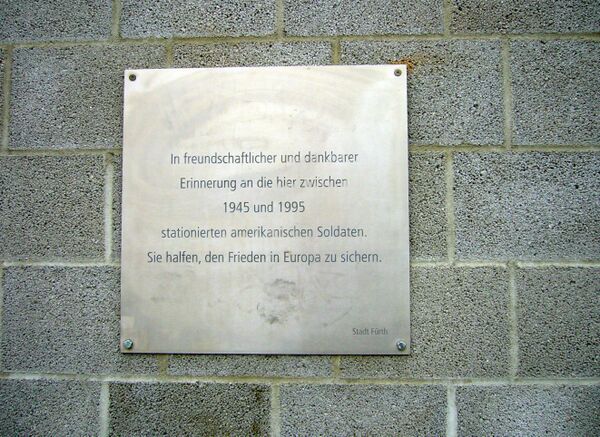 In freundschaftlicher und dankbarer
Erinnerung an die hier zwischen
1945 und 1995
stationierten amerikanischen Soldaten.
Sie halfen, den Frieden in Europa zu sichern.
Stadt Fürth